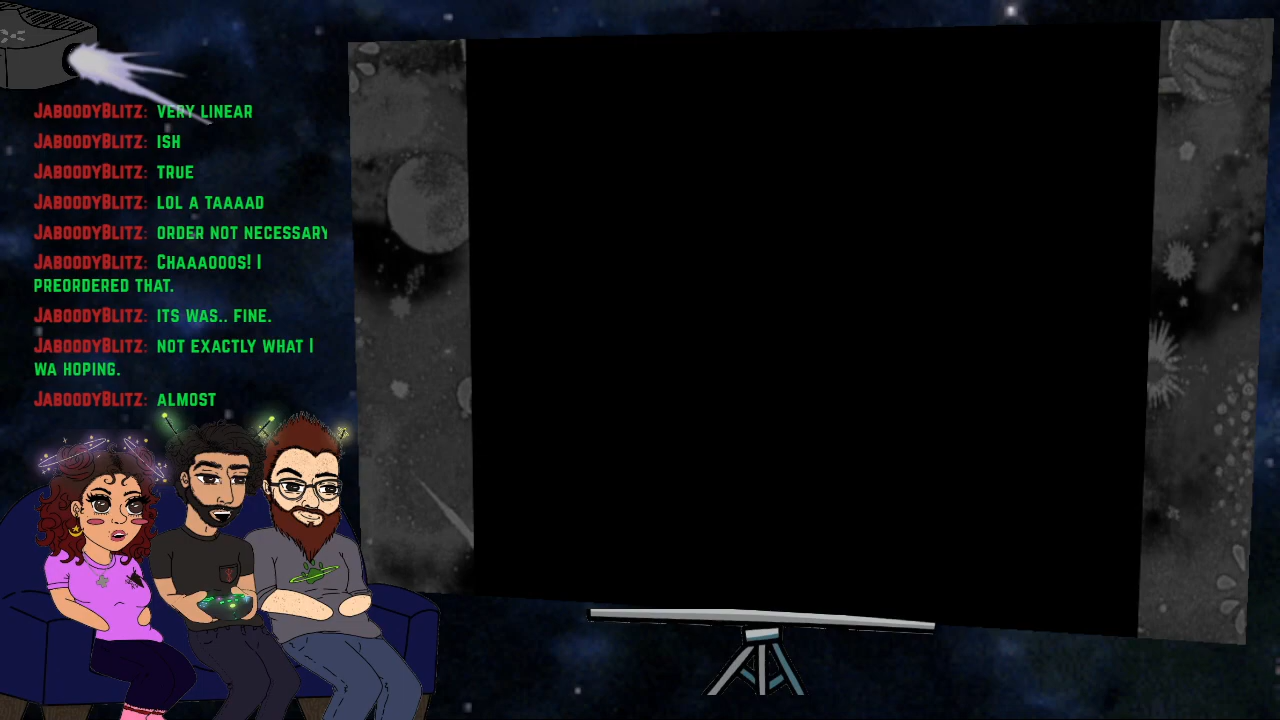 JaboodyBlitz: very linear
JaboodyBlitz: ish
JaboodyBlitz: true
JaboodyBlitz: lol a taaaad
JaboodyBlitz: order not necessary
JaboodyBlitz: Chaaaooos! I
preordered that.
JaboodyBlitz: its was.. fine.
JaboodyBlitz: not exactly what i
wa hoping.
JaboodyBlitz: almost